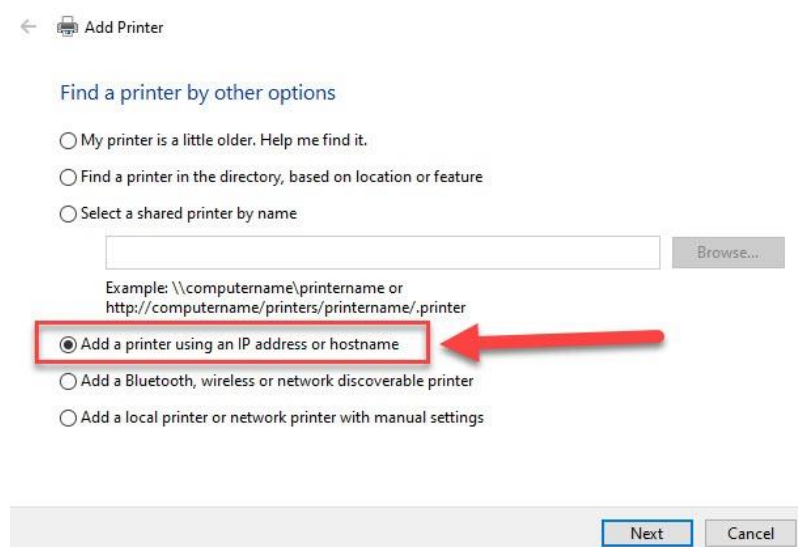 Add Printer
Find a printer by other options
My printer is a little older. Help me find it.
Find a printer in the directory, based on location or feature
Select a shared printer by name
Browse...
Example: \\computername\printername or
http://computername/printers/printername/.printer
Add a printer using an IP address or hostname
Add a Bluetooth, wireless or network discoverable printer
Add a local printer or network printer with manual settings
Next Cancel